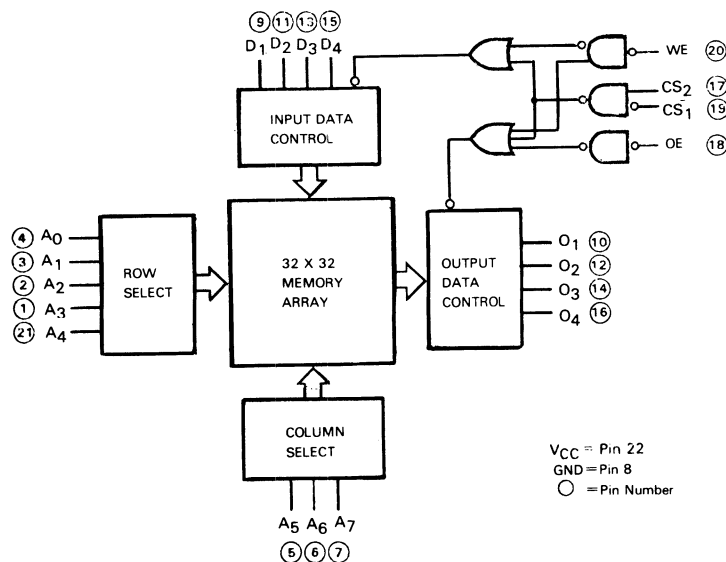 9 11 13 15
D1 D2 D3 D4
INPUT DATA
CONTROL
WE 20
CS2 17
CS1 19
OE 18
4 A0
3 A1
2 A2
1 A3
21 A4
ROW
SELECT
32 X 32
MEMORY
ARRAY
OUTPUT
DATA
CONTROL
O1 10
O2 12
O3 14
O4 16
COLUMN
SELECT
A5 A6 A7
5 6 7
VCC = Pin 22
GND = Pin 8
= Pin Number